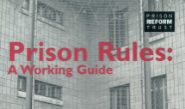 PRISON
REFORM
TRUST
Prison Rules:
A Working Guide